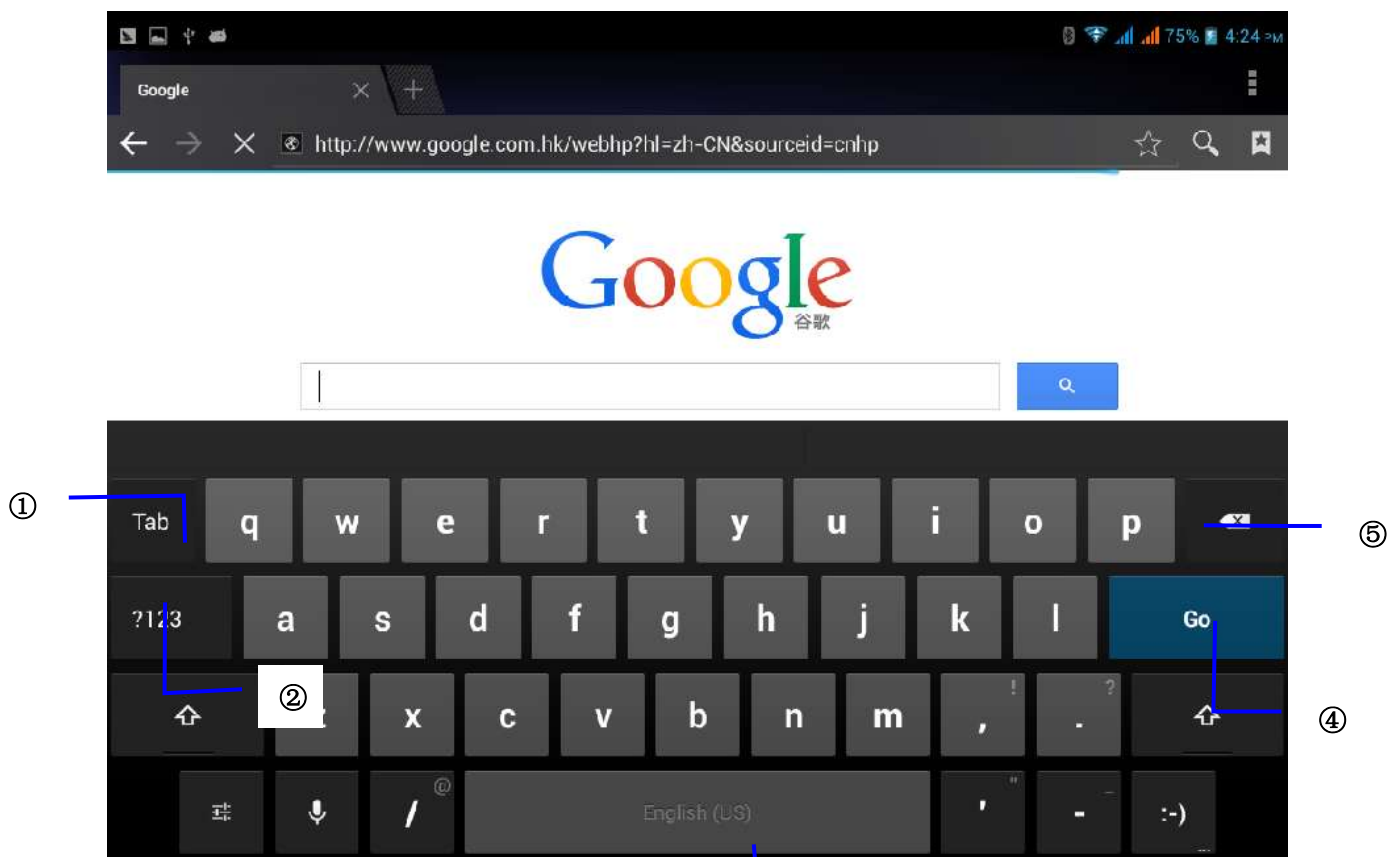 75% 4:24 PM
Google
http://www.google.com.hk/webhp?hl=zh-CN&sourceid=cnhp
Google
谷歌
① Tab q w e r t y u i o p ⑤
?123 a s d f g h j k l Go
② x c v b n m , ! . ? ④
/ @ English (US) ' " - _ :-) ...